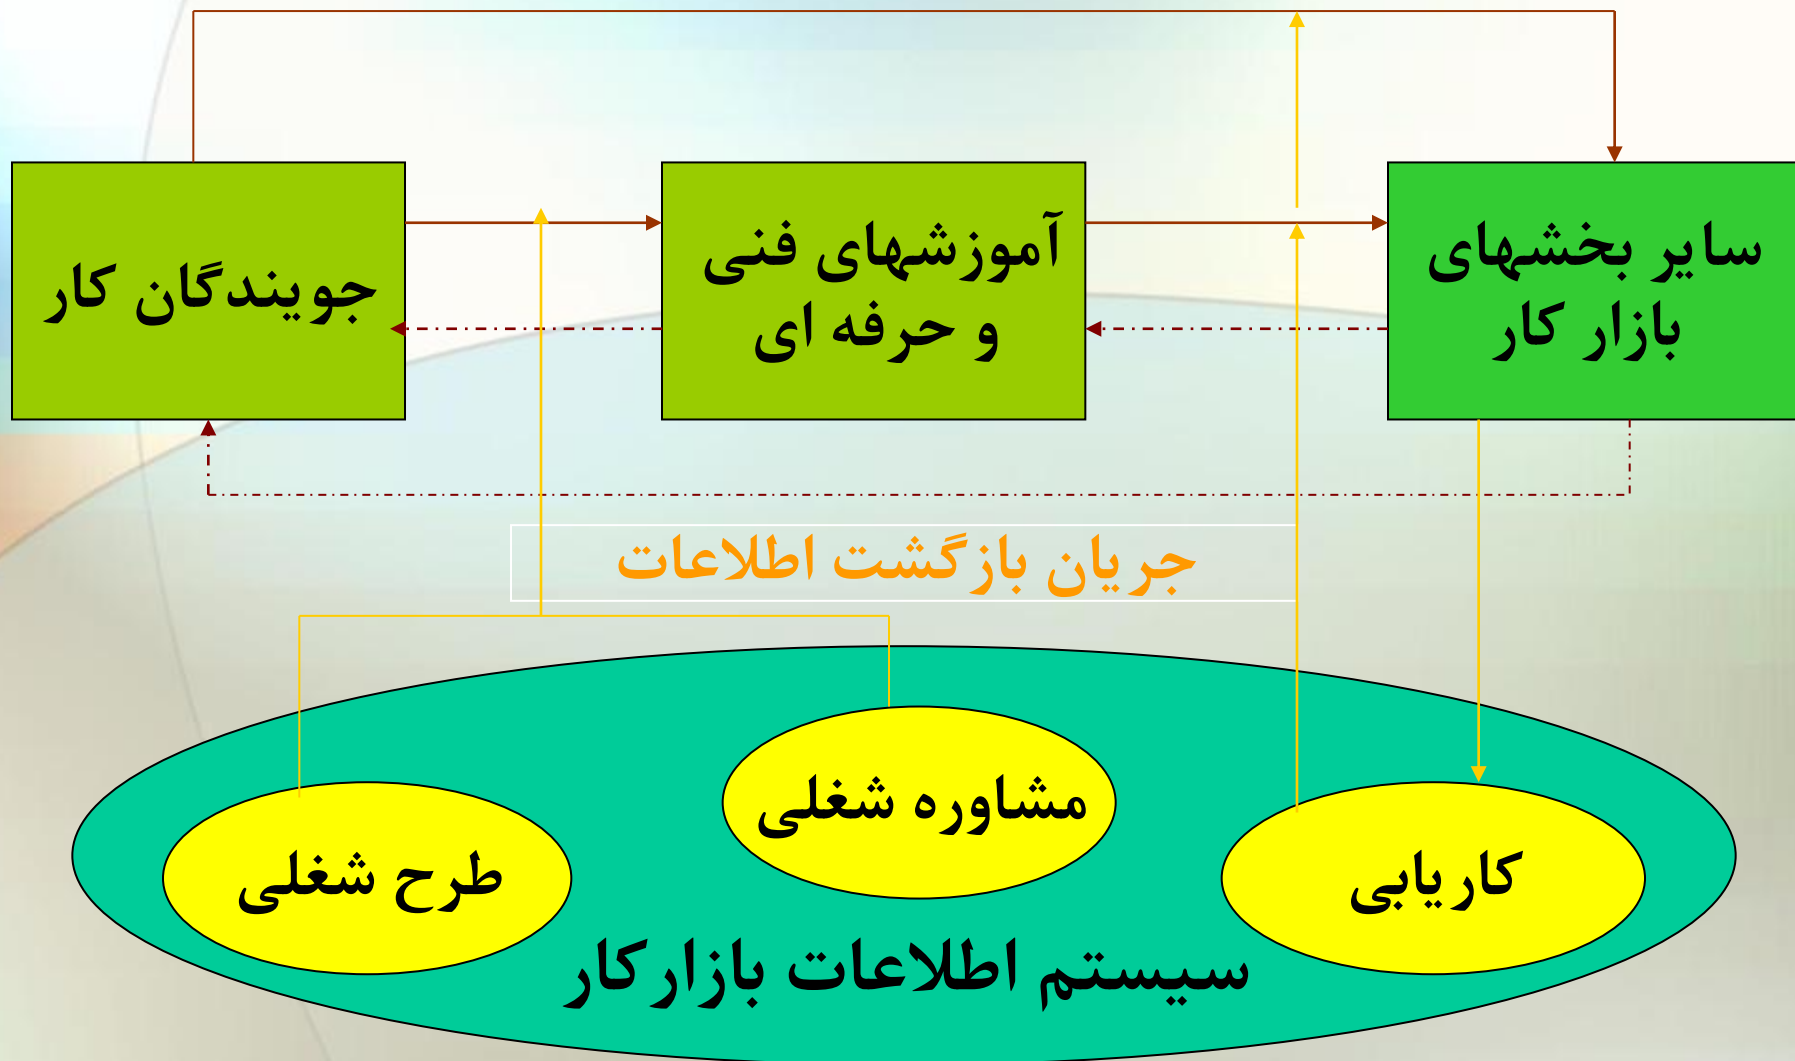 سایر بخشهای
بازار کار
آموزشهای فنی
و حرفه ای
جویندگان کار
جریان بازگشت اطلاعات
مشاوره شغلی
کاریابی
طرح شغلی
سیستم اطلاعات بازارکار